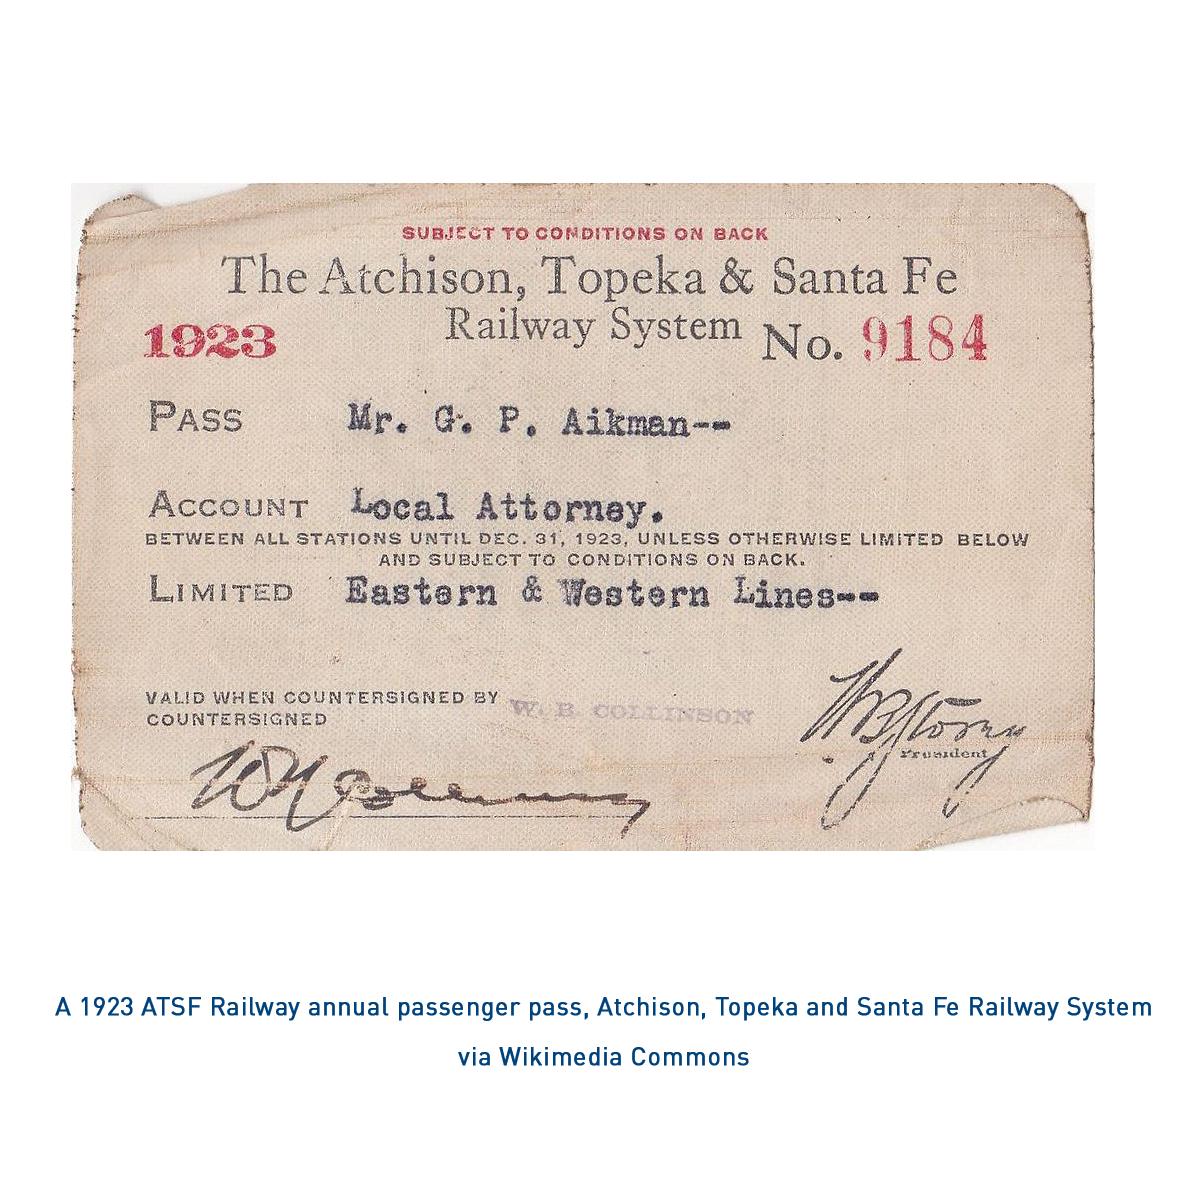 SUBJECT TO CONDITIONS ON BACK
The Atchison, Topeka & Santa Fe
Railway System
1923
No. 9184
PASS Mr. G. P. Aikman--
ACCOUNT Local Attorney.
BETWEEN ALL STATIONS UNTIL DEC. 31, 1923, UNLESS OTHERWISE LIMITED BELOW
AND SUBJECT TO CONDITIONS ON BACK.
LIMITED Eastern & Western Lines--
VALID WHEN COUNTERSIGNED BY W. B. COLLINSON
COUNTERSIGNED
W B Storey
President
A 1923 ATSF Railway annual passenger pass, Atchison, Topeka and Santa Fe Railway System
via Wikimedia Commons